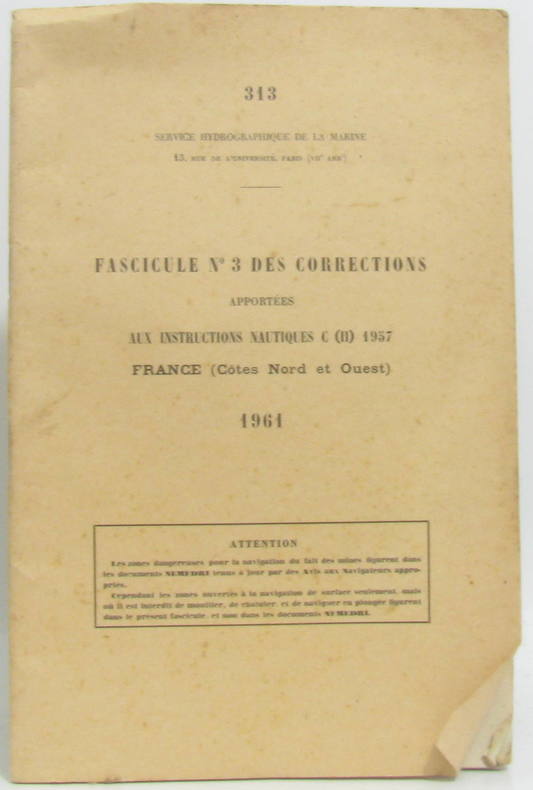 313
SERVICE HYDROGRAPHIQUE DE LA MARINE
13, RUE DE L'UNIVERSITÉ, PARIS (VIIe ARRt)
FASCICULE No 3 DES CORRECTIONS
APPORTÉES
AUX INSTRUCTIONS NAUTIQUES C (II) 1957
FRANCE (Côtes Nord et Ouest)
1961
ATTENTION
Les zones dangereuses pour la navigation du fait des mines figurent dans
les documents NEMEDRI tenus à jour par des Avis aux Navigateurs appro-
priés.
Cependant les zones ouvertes à la navigation de surface seulement, mais
où il est interdit de mouiller, de chaluter, et de naviguer en plongée figurent
dans le présent fascicule, et non dans les documents NEMEDRI.